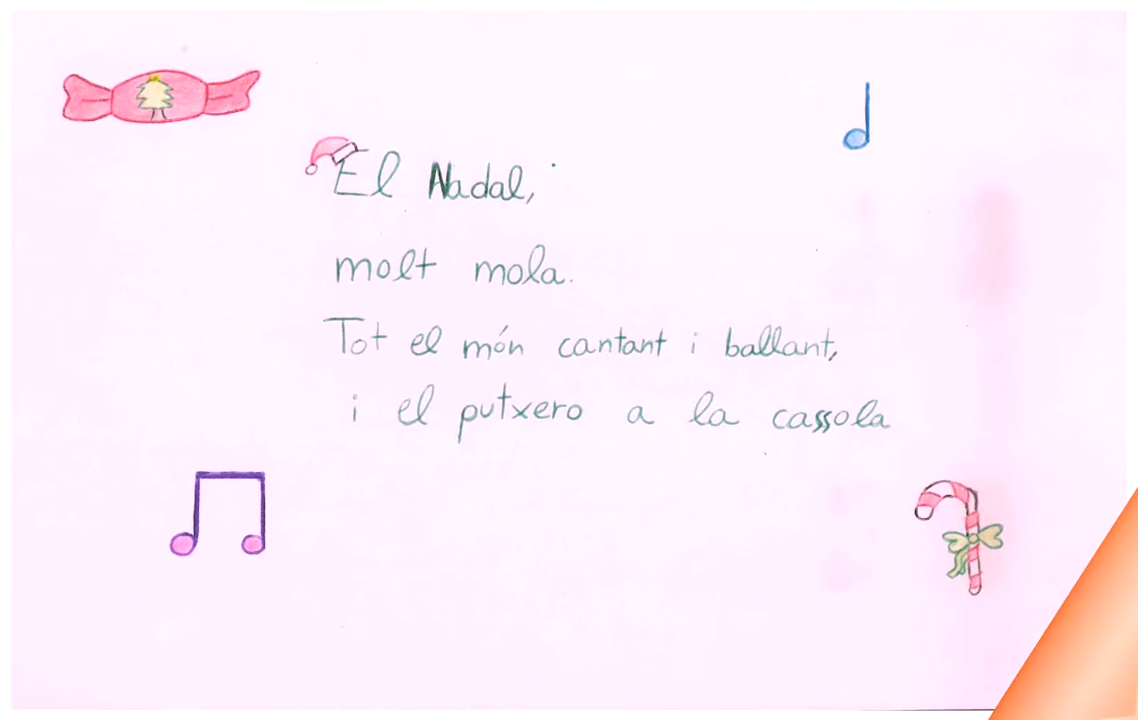 El Nadal,
molt mola.
Tot el món cantant i ballant,
i el putxero a la cassola